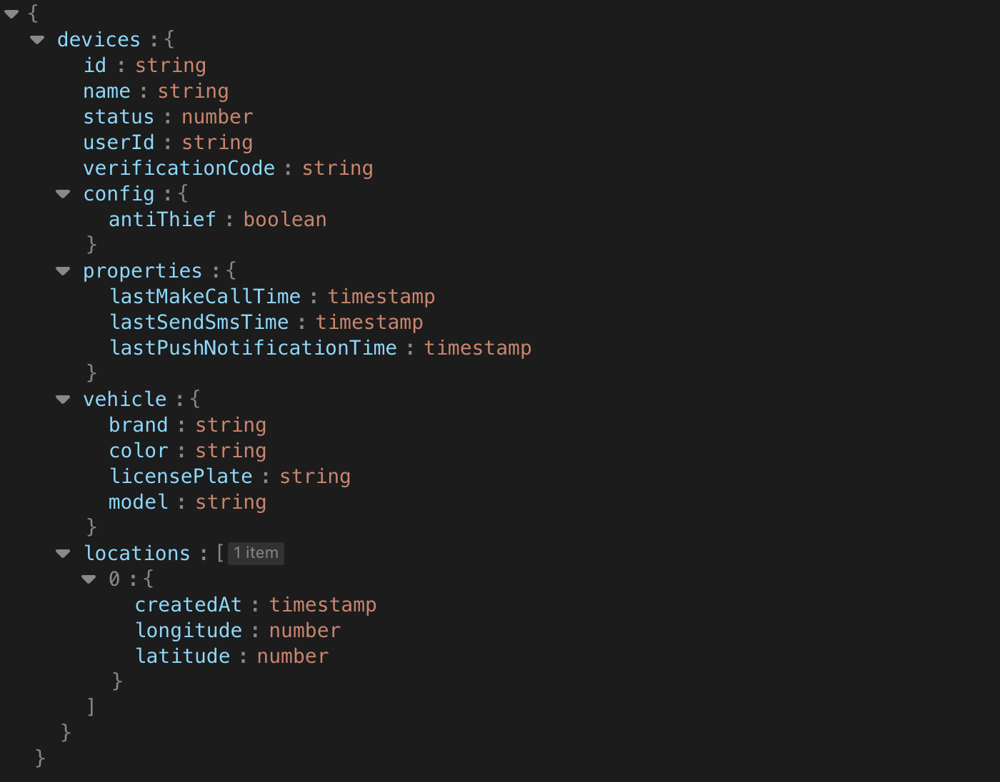 {
devices : {
id : string
name : string
status : number
userId : string
verificationCode : string
config : {
antiThief : boolean
}
properties : {
lastMakeCallTime : timestamp
lastSendSmsTime : timestamp
lastPushNotificationTime : timestamp
}
vehicle : {
brand : string
color : string
licensePlate : string
model : string
}
locations : [ 1 item
0 : {
createdAt : timestamp
longitude : number
latitude : number
}
]
}
}